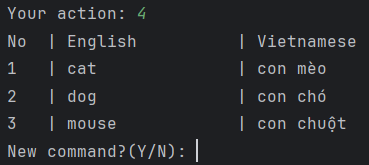 Your action: 4
No | English | Vietnamese
1 | cat | con mèo
2 | dog | con chó
3 | mouse | con chuột
New command?(Y/N):